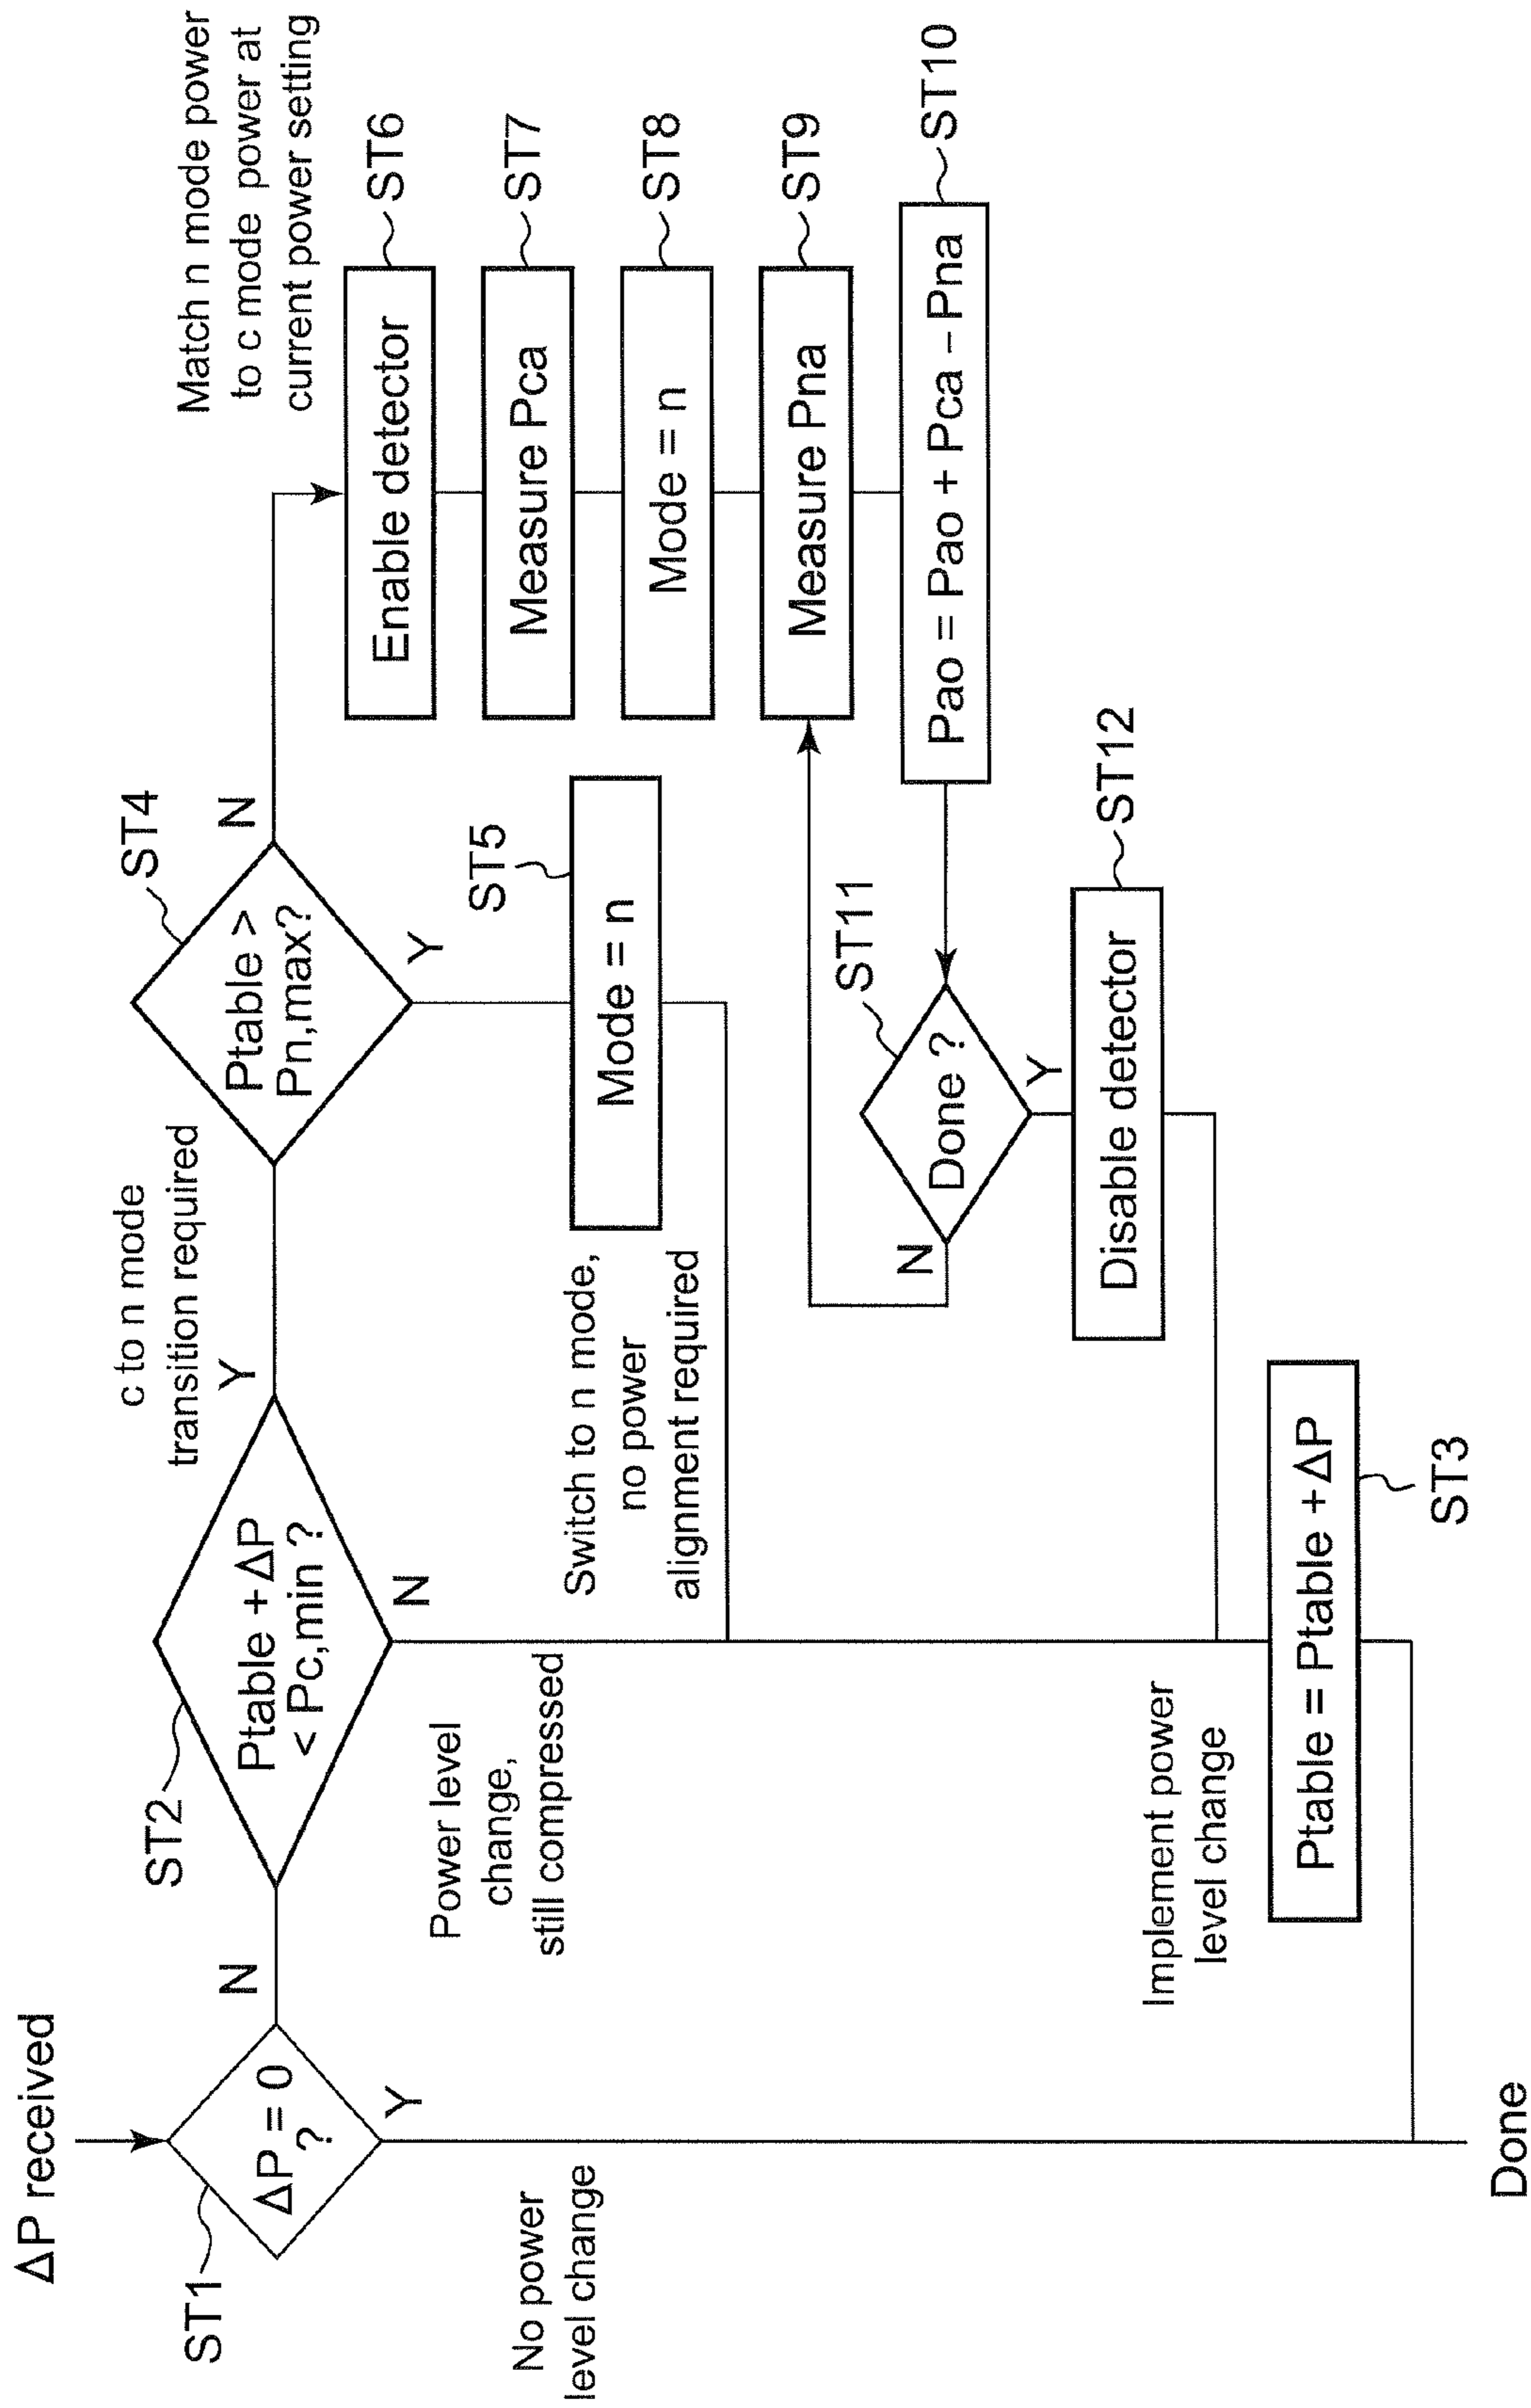 ΔP received
ST1
ΔP = 0
?
N
Y
No power
level change
ST2
Ptable + ΔP
< Pc,min ?
Y
N
Power level
change,
still compressed
c to n mode
transition required
ST4
Ptable >
Pn,max?
N
Y
ST5
Mode = n
Switch to n mode,
no power
alignment required
Match n mode power
to c mode power at
current power setting
Enable detector
ST6
Measure Pca
ST7
Mode = n
ST8
Measure Pna
ST9
Pao = Pao + Pca – Pna
ST10
ST11
Done ?
N
Y
Disable detector
ST12
Implement power
level change
Ptable = Ptable + ΔP
ST3
Done